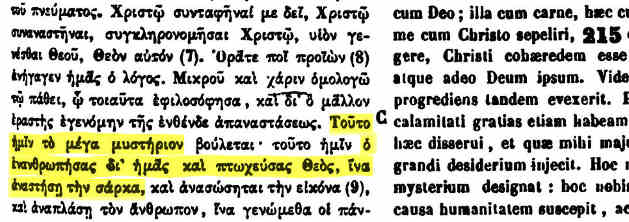 τοῦ πνεύματος. Χριστῷ συνταφῆναί με δεῖ, Χριστῷ
συναναστῆναι, συγκληρονομῆσαι Χριστῷ, υἱὸν γε-
νέσθαι Θεοῦ, Θεὸν αὐτόν (7). Ὁρᾶτε ποῖ προϊὼν (8)
ἀνήγαγεν ἡμᾶς ὁ λόγος. Μικροῦ καὶ χάριν ὁμολογῶ
τῷ πάθει, ᾧ τοιαῦτα ἐφιλοσόφησα, καὶ δι' ὃ μᾶλλον
ἐραστὴς ἐγενόμην τῆς ἐνθένδε ἀπαναστάσεως. Τοῦτο
ἡμῖν τὸ μέγα μυστήριον βούλεται· τοῦτο ἡμῖν ὁ
ἐνανθρωπήσας δι' ἡμᾶς καὶ πτωχεύσας Θεὸς, ἵνα
ἀναστήσῃ τὴν σάρκα, καὶ ἀνασώσηται τὴν εἰκόνα (9),
καὶ ἀναπλάσῃ τὸν ἄνθρωπον, ἵνα γενώμεθα οἱ πάν-
C
cum Deo ; illa cum carne, hæc cu
me cum Christo sepeliri, 215
gere, Christi cohæredem esse
atque adeo Deum ipsum. Vide
progrediens tandem evexerit. F
calamitati gratias etiam habeam
hæc disserui, et quæ mihi maj
grandi desiderium injecit. Hoc
mysterium designat : hoc nobis
causa humanitatem suscepit, ac